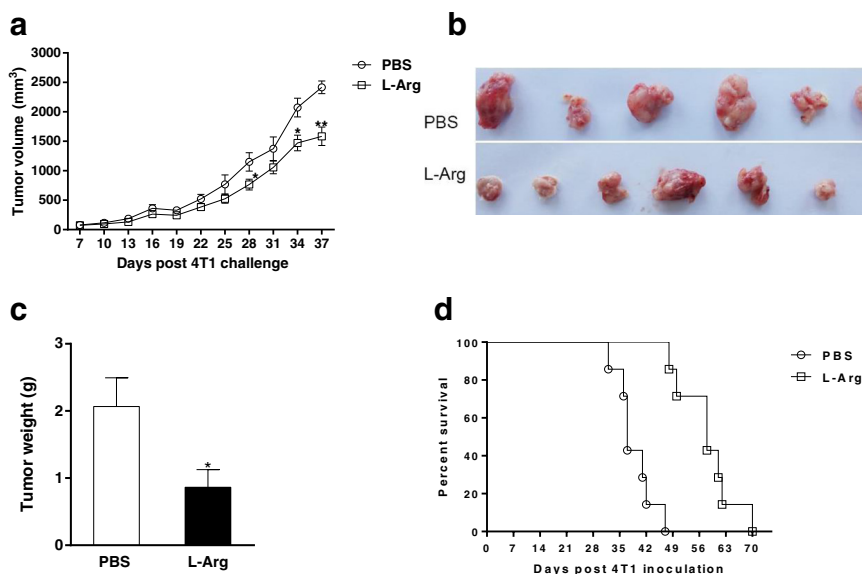 a
Tumor volume (mm³)
3000
2500
2000
1500
1000
500
0
7 10 13 16 19 22 25 28 31 34 37
Days post 4T1 challenge
PBS
L-Arg
*
*
**
b
PBS
L-Arg
c
Tumor weight (g)
3
2
1
0
*
PBS L-Arg
d
Percent survival
100
80
60
40
20
0
0 7 14 21 28 35 42 49 56 63 70
Days post 4T1 inoculation
PBS
L-Arg